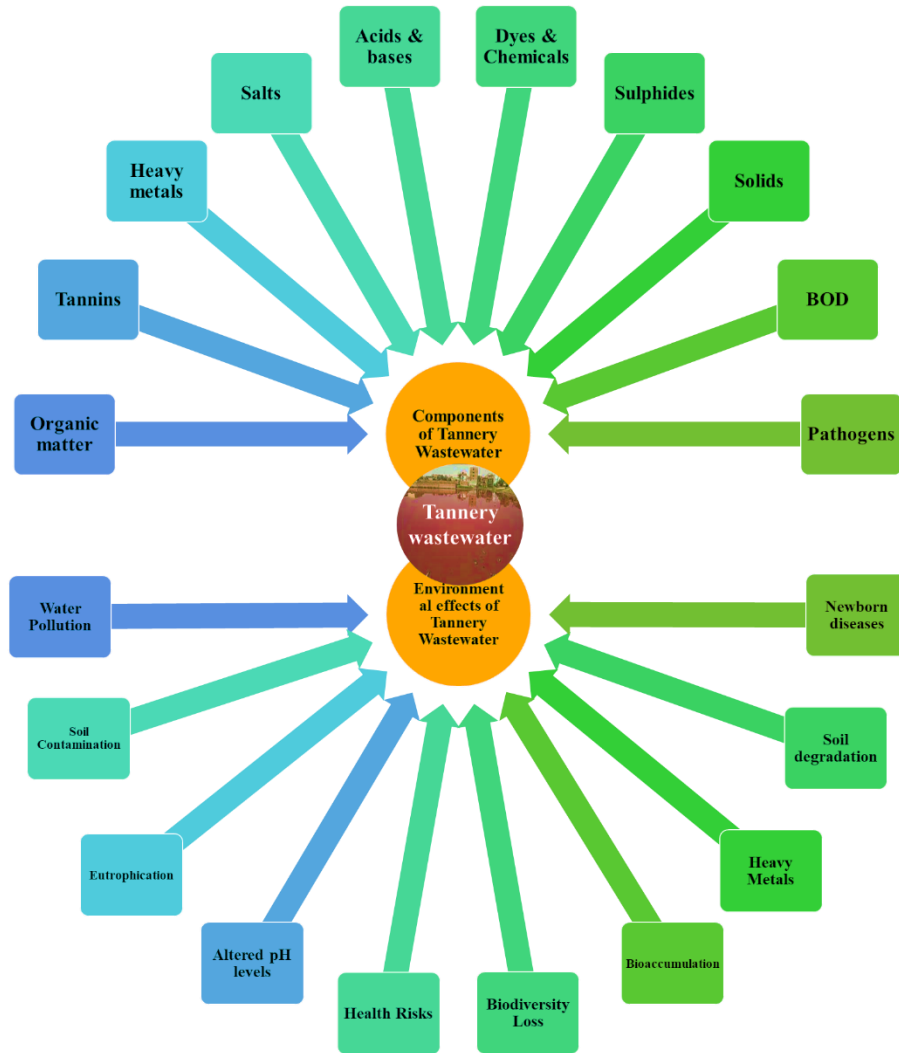 Acids &
bases
Dyes &
Chemicals
Salts
Sulphides
Heavy
metals
Solids
Tannins
BOD
Organic
matter
Components
of Tannery
Wastewater
Pathogens
Tannery
wastewater
Water
Pollution
Environment
al effects of
Tannery
Wastewater
Newborn
diseases
Soil
Contamination
Soil
degradation
Eutrophication
Heavy
Metals
Altered pH
levels
Bioaccumulation
Health Risks
Biodiversity
Loss